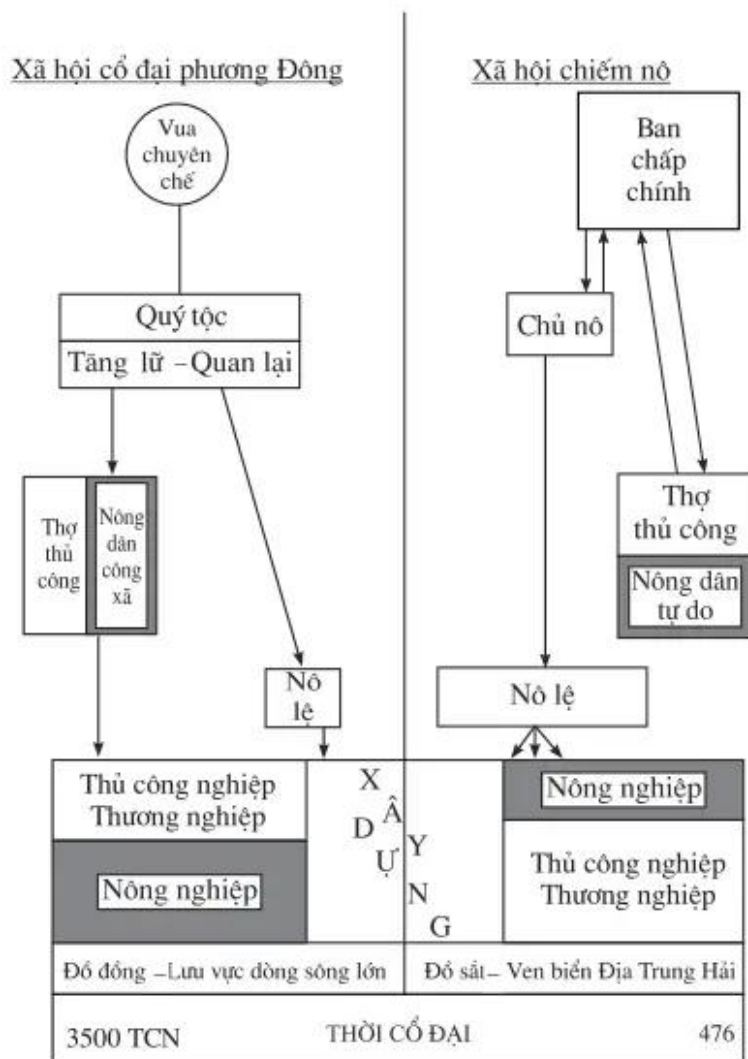 Xã hội cổ đại phương Đông
Vua
chuyên
chế
Quý tộc
Tăng lữ – Quan lại
Thợ
thủ
công
Nông
dân
công
xã
Nô
lệ
Xã hội chiếm nô
Ban
chấp
chính
Chủ nô
Thợ
thủ công
Nông dân
tự do
Nô lệ
Thủ công nghiệp
Thương nghiệp
Nông nghiệp
XÂY
DỰNG
Nông nghiệp
Thủ công nghiệp
Thương nghiệp
Đồ đồng – Lưu vực dòng sông lớn
Đồ sắt – Ven biển Địa Trung Hải
3500 TCN THỜI CỔ ĐẠI 476